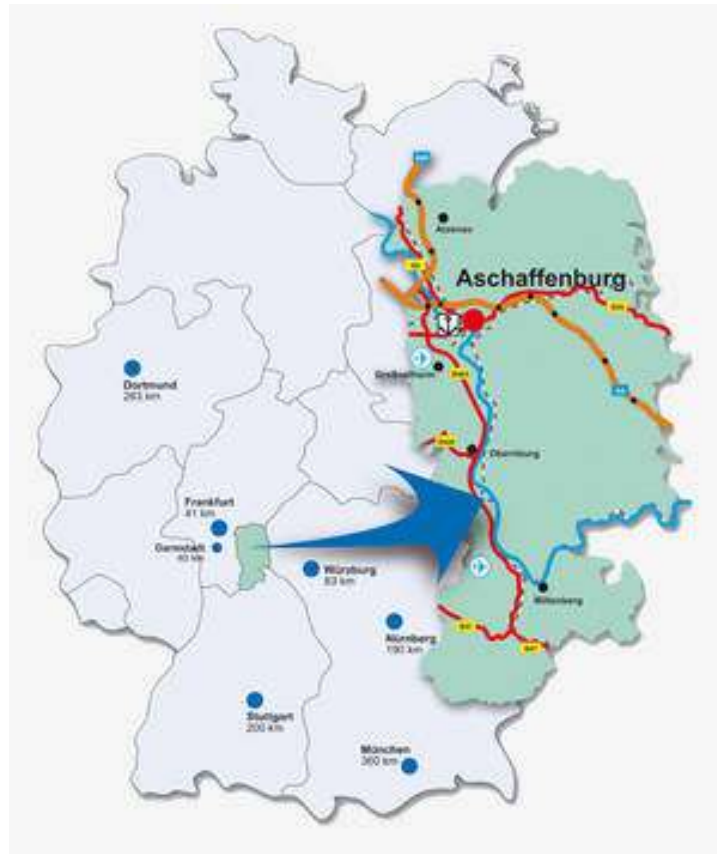 Alzenau
Aschaffenburg
Großostheim
Obernburg
Miltenberg
Dortmund
263 km
Frankfurt
41 km
Darmstadt
40 km
Würzburg
83 km
Nürnberg
190 km
Stuttgart
200 km
München
360 km